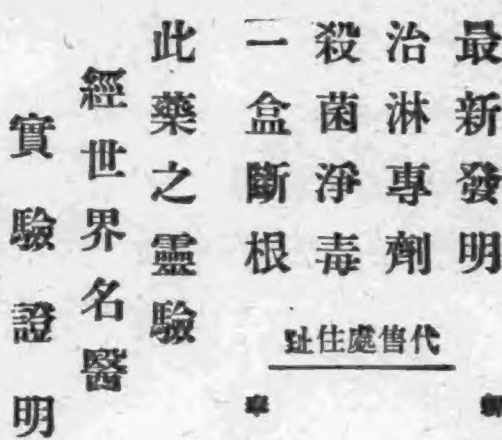 最新發明
治淋專劑
殺菌淨毒
一盒斷根
此藥之靈驗
經世界名醫
實驗證明
代售處住趾